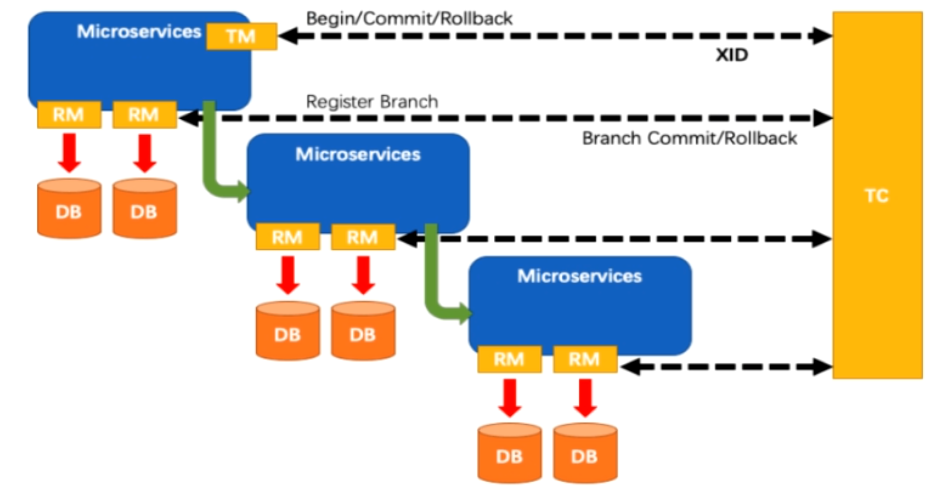 Begin/Commit/Rollback
Microservices
TM
XID
Register Branch
RM
RM
Branch Commit/Rollback
Microservices
TC
DB
DB
RM
RM
Microservices
DB
DB
RM
RM
DB
DB